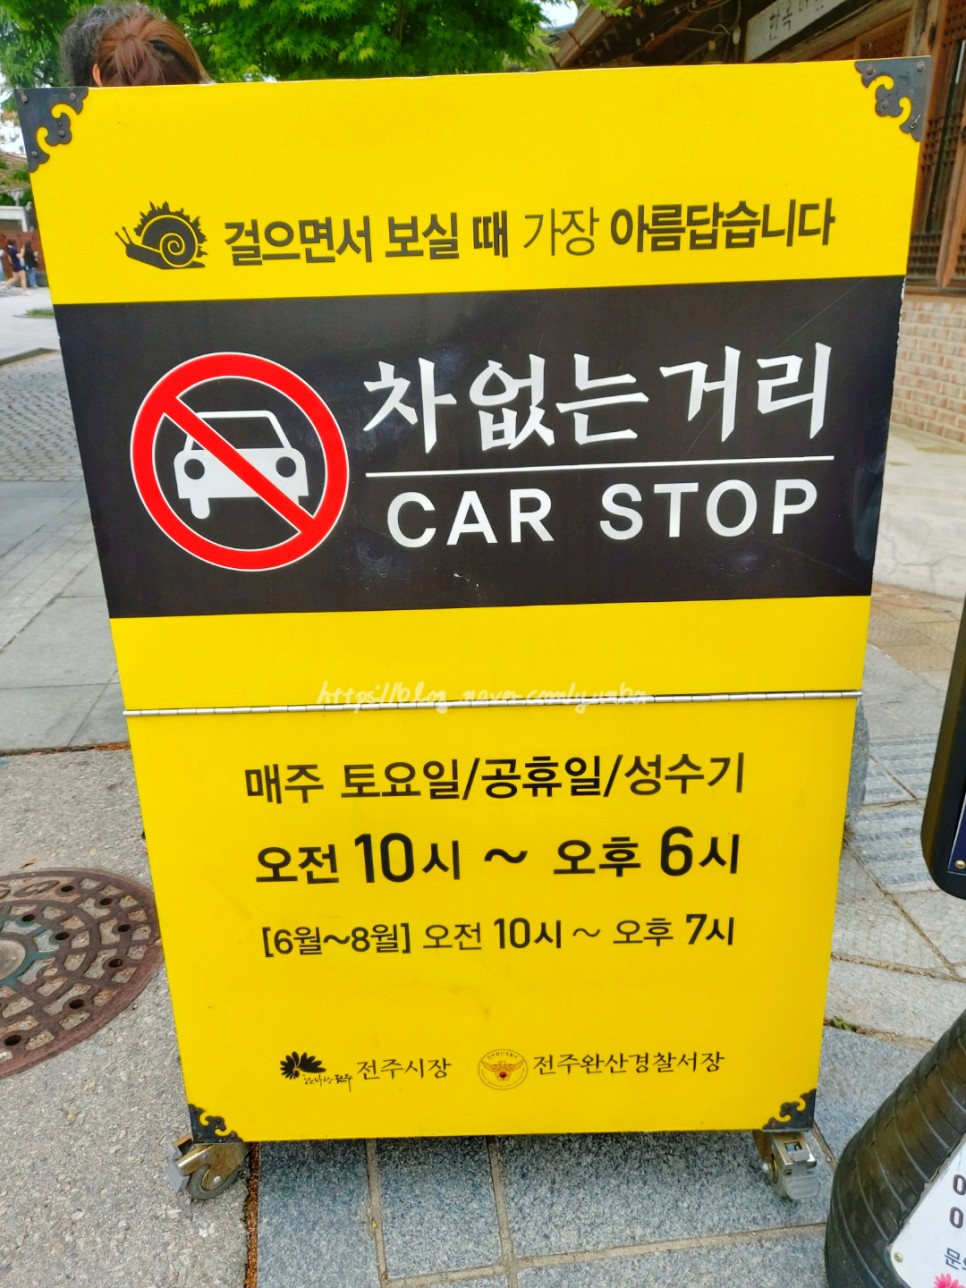 걸으면서 보실 때 가장 아름답습니다
차없는거리
CAR STOP
매주 토요일/공휴일/성수기
오전 10시 ~ 오후 6시
[6월~8월] 오전 10시 ~ 오후 7시
전주시장 전주완산경찰서장